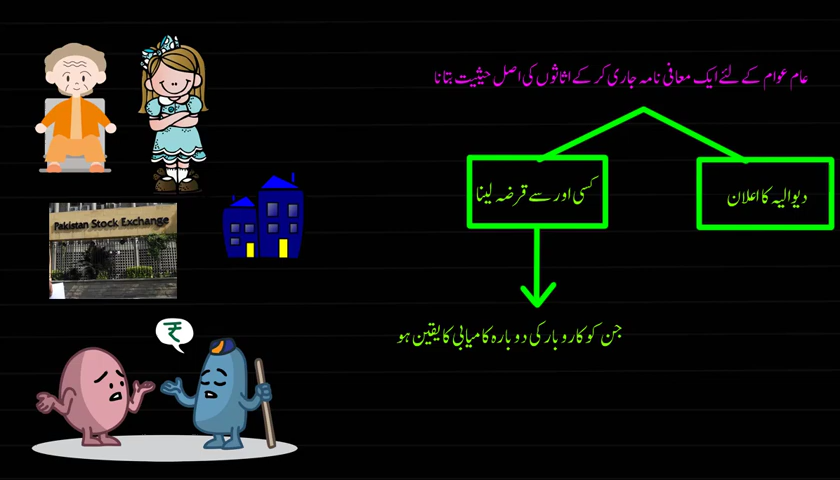 عام عوام کے لئے ایک معافی نامہ جاری کر کے اثاثوں کی اصل حیثیت بتانا
دیوالیہ کا اعلان
کسی اور سے قرضہ لینا
جن کو کاروبار کی دوبارہ کامیابی کا یقین ہو
Pakistan Stock Exchange
₹